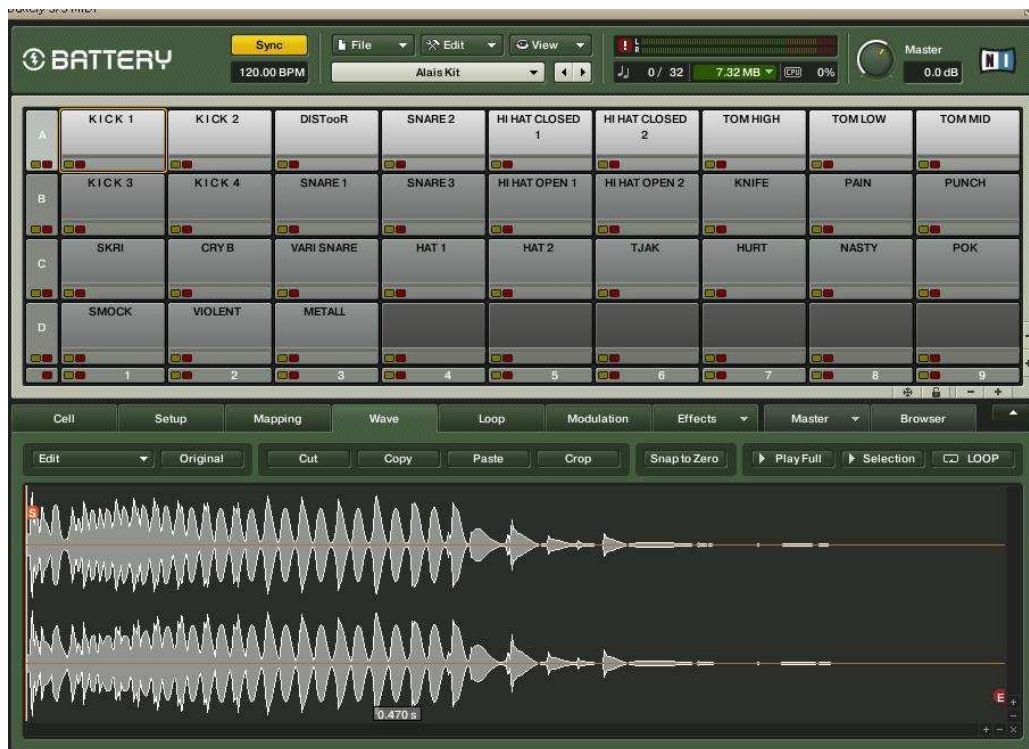 BATTERY
Sync
File
Edit
View
L
R
Master
120.00 BPM
Alais Kit
0/ 32
7.32 MB
CPU
0%
0.0 dB
NI
A
KICK 1
KICK 2
DISTooR
SNARE 2
HI HAT CLOSED 1
HI HAT CLOSED 2
TOM HIGH
TOM LOW
TOM MID
B
KICK 3
KICK 4
SNARE 1
SNARE 3
HI HAT OPEN 1
HI HAT OPEN 2
KNIFE
PAIN
PUNCH
C
SKRI
CRY B
VARI SNARE
HAT 1
HAT 2
TJAK
HURT
NASTY
POK
D
SMOCK
VIOLENT
METALL
1 2 3 4 5 6 7 8 9
Cell
Setup
Mapping
Wave
Loop
Modulation
Effects
Master
Browser
Edit
Original
Cut
Copy
Paste
Crop
Snap to Zero
Play Full
Selection
LOOP
S
0.470 s
E